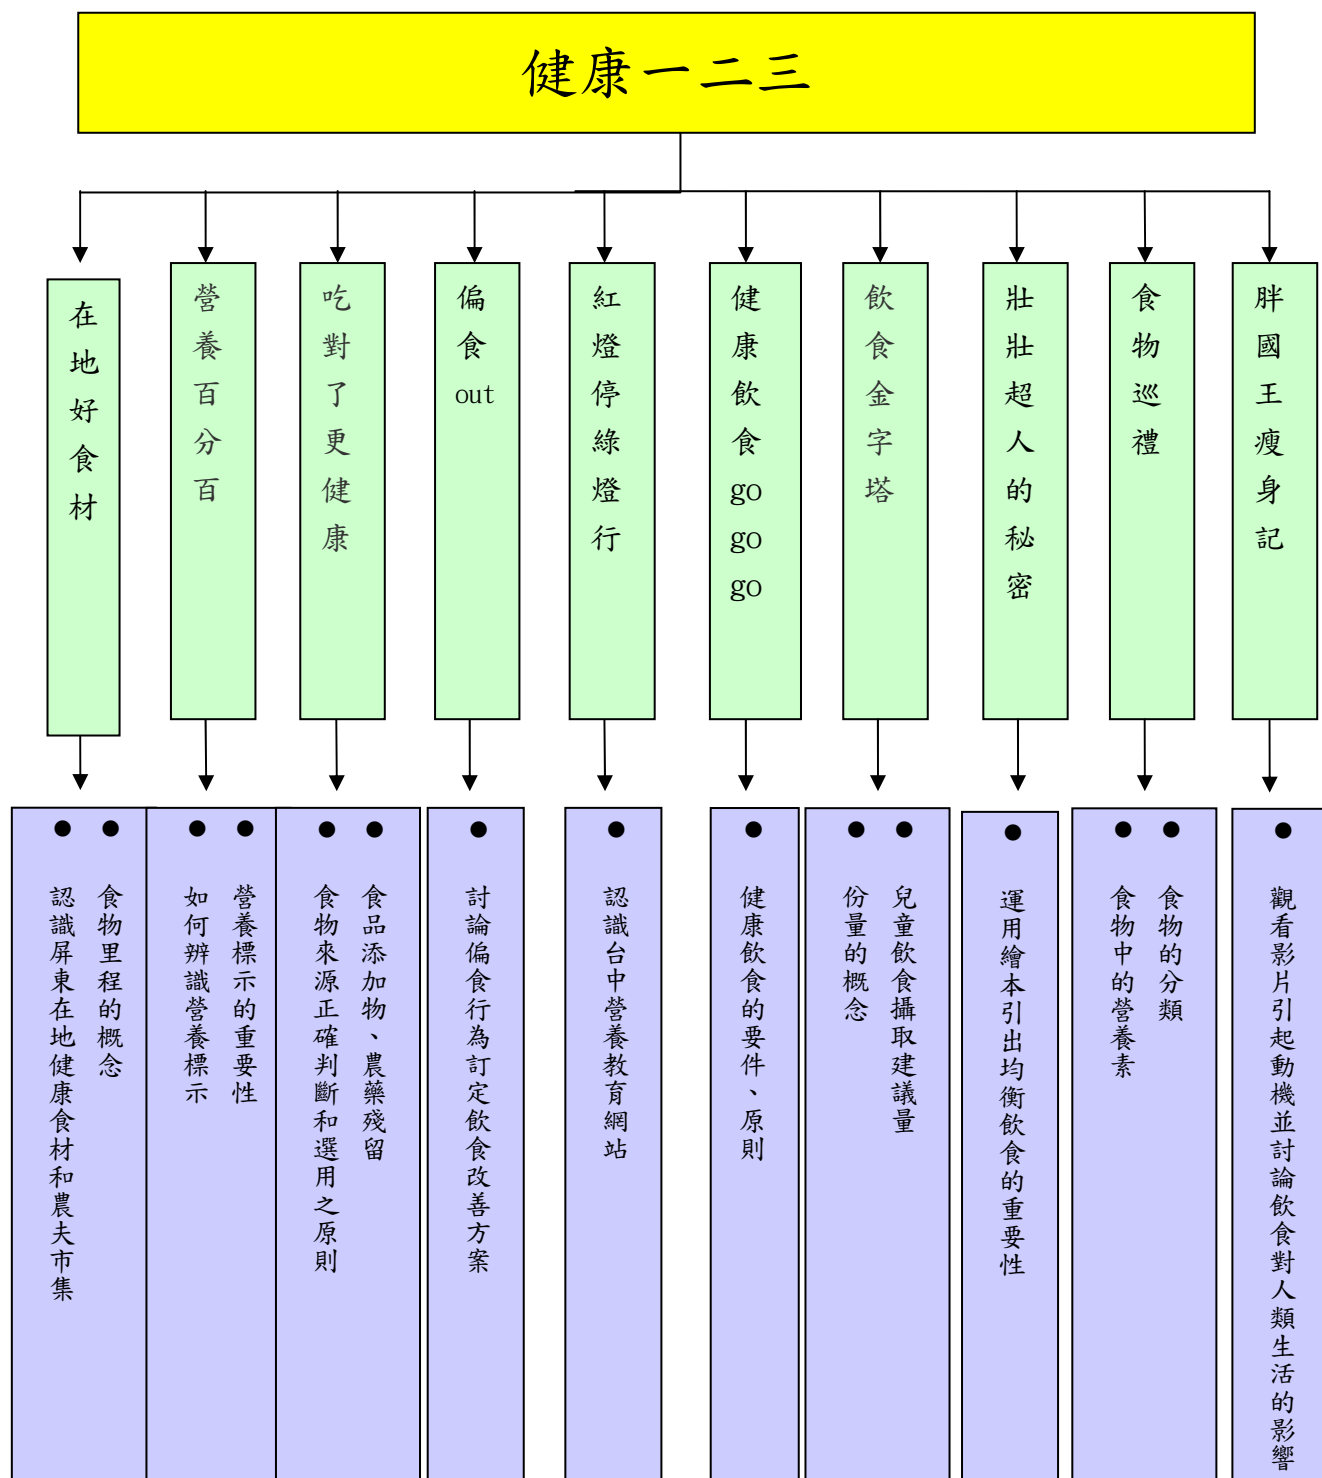 健康一二三
胖國王瘦身記
食物巡禮
壯壯超人的秘密
飲食金字塔
健康飲食gogogo
紅燈停綠燈行
偏食out
吃對了更健康
營養百分百
在地好食材
● 觀看影片引起動機並討論飲食對人類生活的影響
● 食物的分類
● 食物中的營養素
● 運用繪本引出均衡飲食的重要性
● 兒童飲食攝取建議量
● 份量的概念
● 健康飲食的要件、原則
● 認識台中營養教育網站
● 討論偏食行為訂定飲食改善方案
● 食品添加物、農藥殘留
● 食物來源正確判斷和選用之原則
● 營養標示的重要性
● 如何辨識營養標示
● 食物里程的概念
● 認識屏東在地健康食材和農夫市集